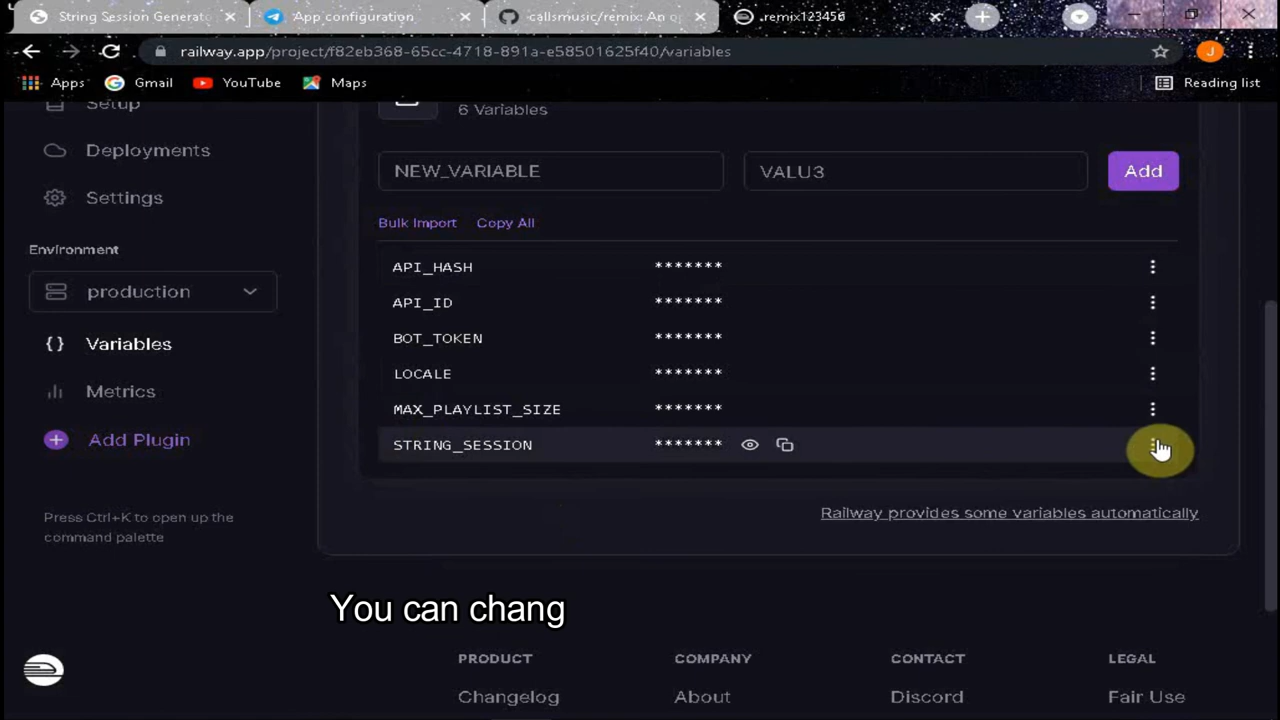 String Session Generato
App configuration
callsmusic/remix: An op
.remix123456
railway.app/project/f82eb368-65cc-4718-891a-e58501625f40/variables
J
Apps
Gmail
YouTube
Maps
Reading list
Setup
6 Variables
Deployments
NEW_VARIABLE
VALU3
Add
Settings
Bulk Import
Copy All
Environment
API_HASH *******
production
API_ID *******
BOT_TOKEN *******
{} Variables
LOCALE *******
Metrics
MAX_PLAYLIST_SIZE *******
Add Plugin
STRING_SESSION *******
Press Ctrl+K to open up the
command palette
Railway provides some variables automatically
You can chang
PRODUCT
COMPANY
CONTACT
LEGAL
Changelog
About
Discord
Fair Use